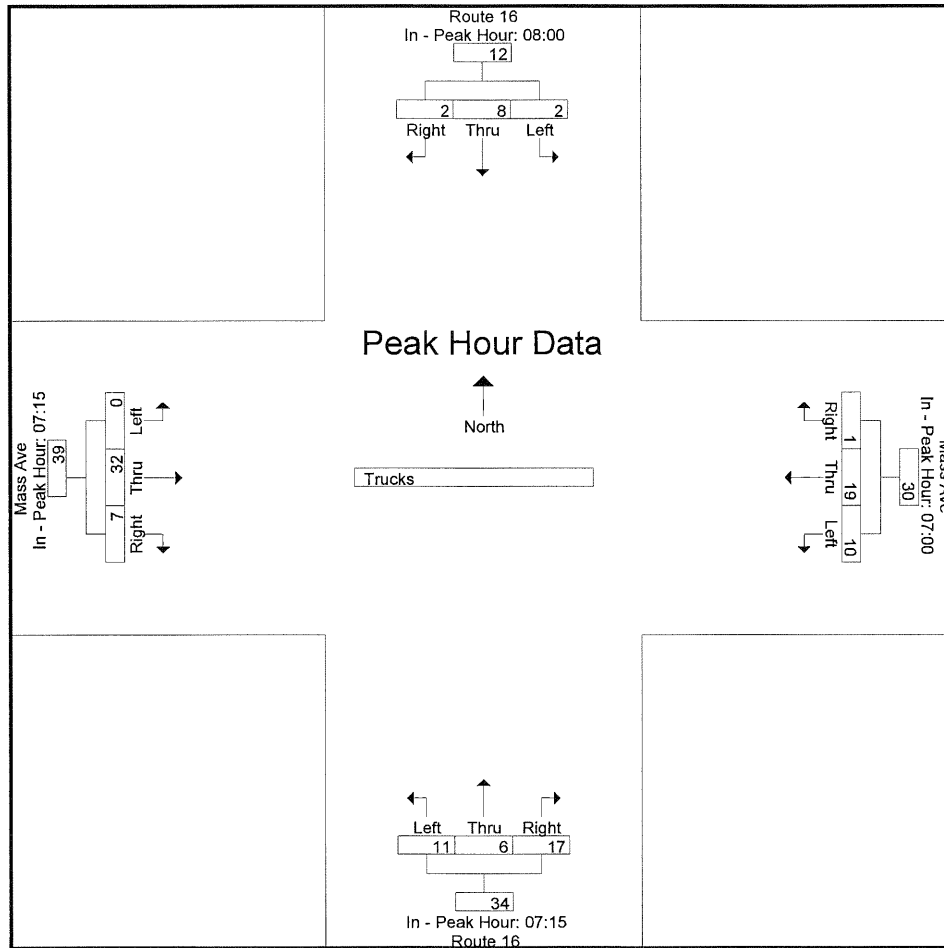 Route 16
In - Peak Hour: 08:00
12
2 8 2
Right Thru Left
Peak Hour Data
North
Trucks
Mass Ave
In - Peak Hour: 07:15
39
0 32 7
Left Thru Right
Right Thru Left
1 19 10
30
In - Peak Hour: 07:00
Mass Ave
Left Thru Right
11 6 17
34
In - Peak Hour: 07:15
Route 16